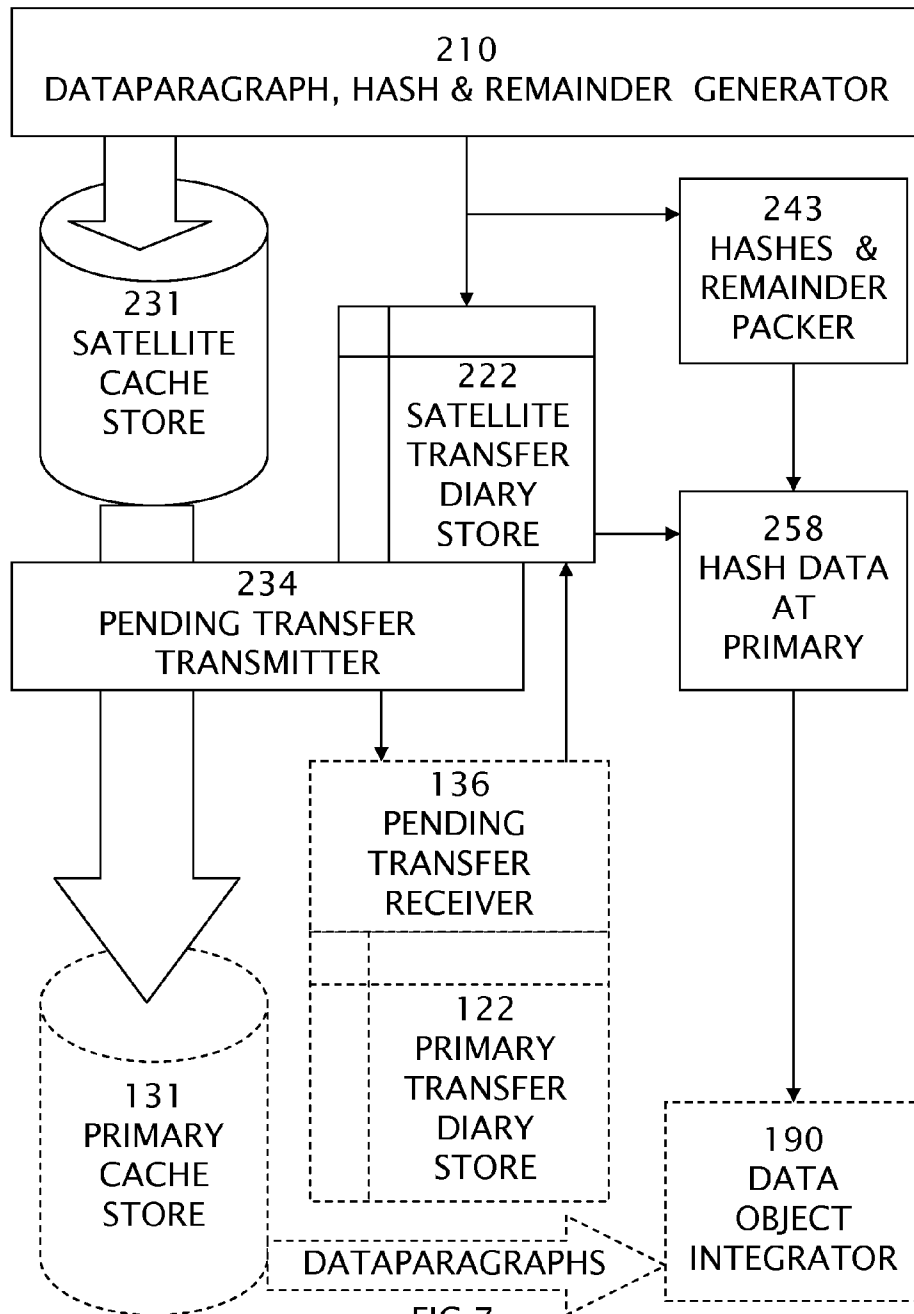 210
DATAPARAGRAPH, HASH & REMAINDER GENERATOR
231
SATELLITE
CACHE
STORE
243
HASHES &
REMAINDER
PACKER
222
SATELLITE
TRANSFER
DIARY
STORE
258
HASH DATA
AT
PRIMARY
234
PENDING TRANSFER
TRANSMITTER
136
PENDING
TRANSFER
RECEIVER
122
PRIMARY
TRANSFER
DIARY
STORE
131
PRIMARY
CACHE
STORE
190
DATA
OBJECT
INTEGRATOR
DATAPARAGRAPHS
FIG 7